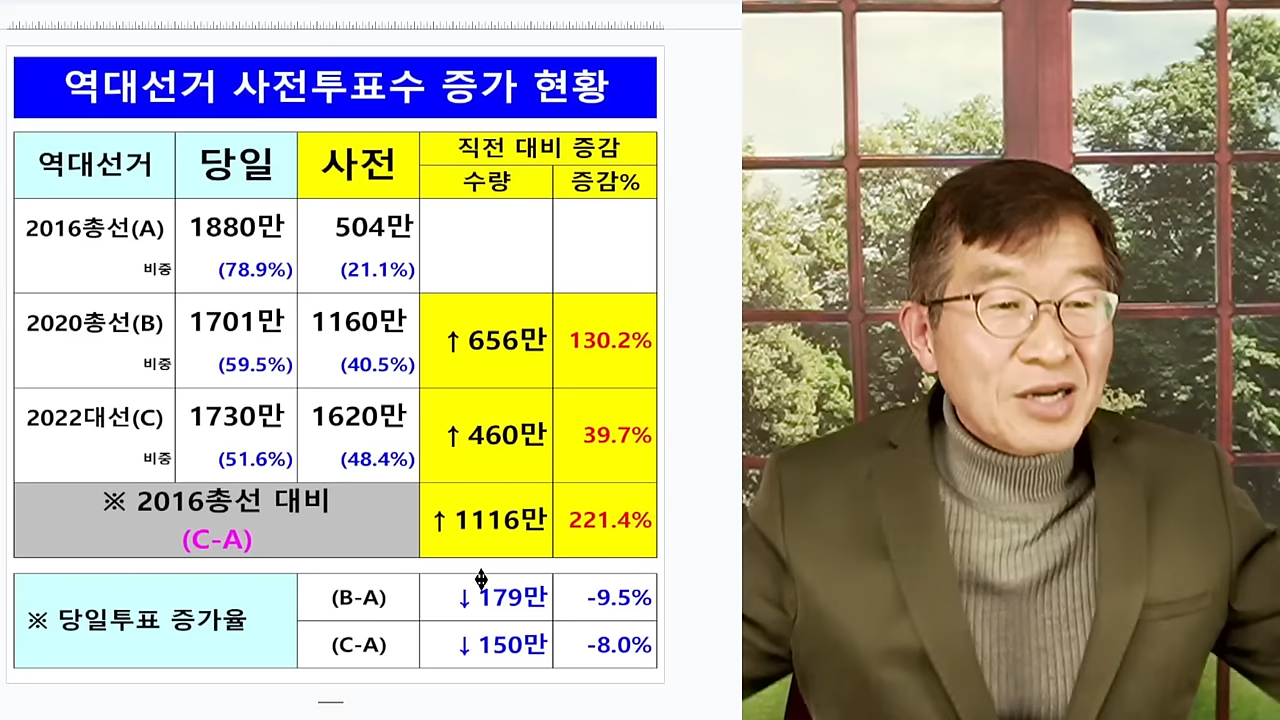 역대선거 사전투표수 증가 현황
역대선거 당일 사전 직전 대비 증감
수량 증감%
2016총선(A) 1880만 504만
비중 (78.9%) (21.1%)
2020총선(B) 1701만 1160만 ↑ 656만 130.2%
비중 (59.5%) (40.5%)
2022대선(C) 1730만 1620만 ↑ 460만 39.7%
비중 (51.6%) (48.4%)
※ 2016총선 대비
(C-A) ↑ 1116만 221.4%
※ 당일투표 증가율
(B-A) ↓ 179만 -9.5%
(C-A) ↓ 150만 -8.0%